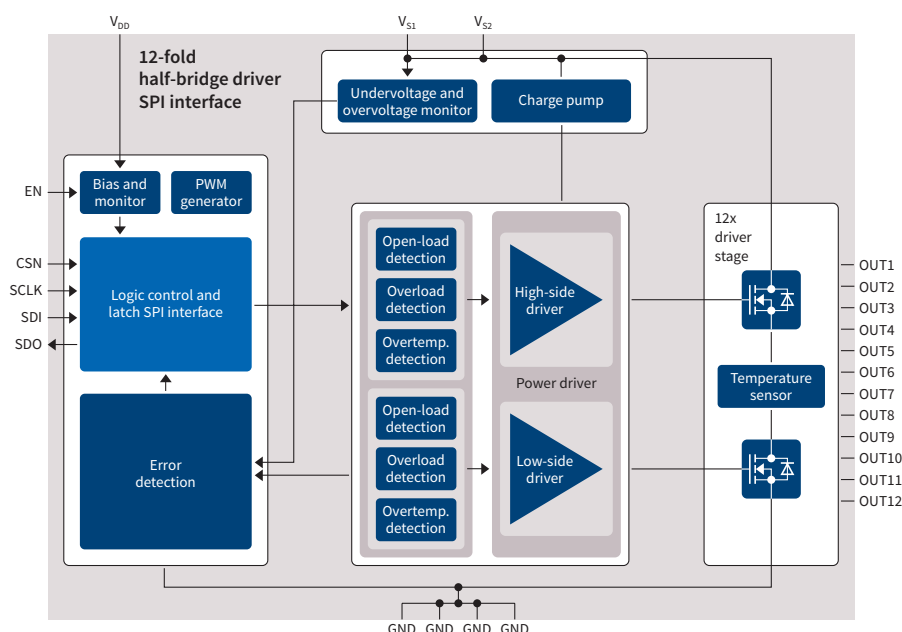 V_DD
V_S1
V_S2
12-fold
half-bridge driver
SPI interface
Undervoltage and
overvoltage monitor
Charge pump
EN
Bias and
monitor
PWM
generator
CSN
SCLK
SDI
SDO
Logic control and
latch SPI interface
Error
detection
Open-load
detection
Overload
detection
Overtemp.
detection
Open-load
detection
Overload
detection
Overtemp.
detection
High-side
driver
Power driver
Low-side
driver
12x
driver
stage
Temperature
sensor
OUT1
OUT2
OUT3
OUT4
OUT5
OUT6
OUT7
OUT8
OUT9
OUT10
OUT11
OUT12
GND GND GND GND